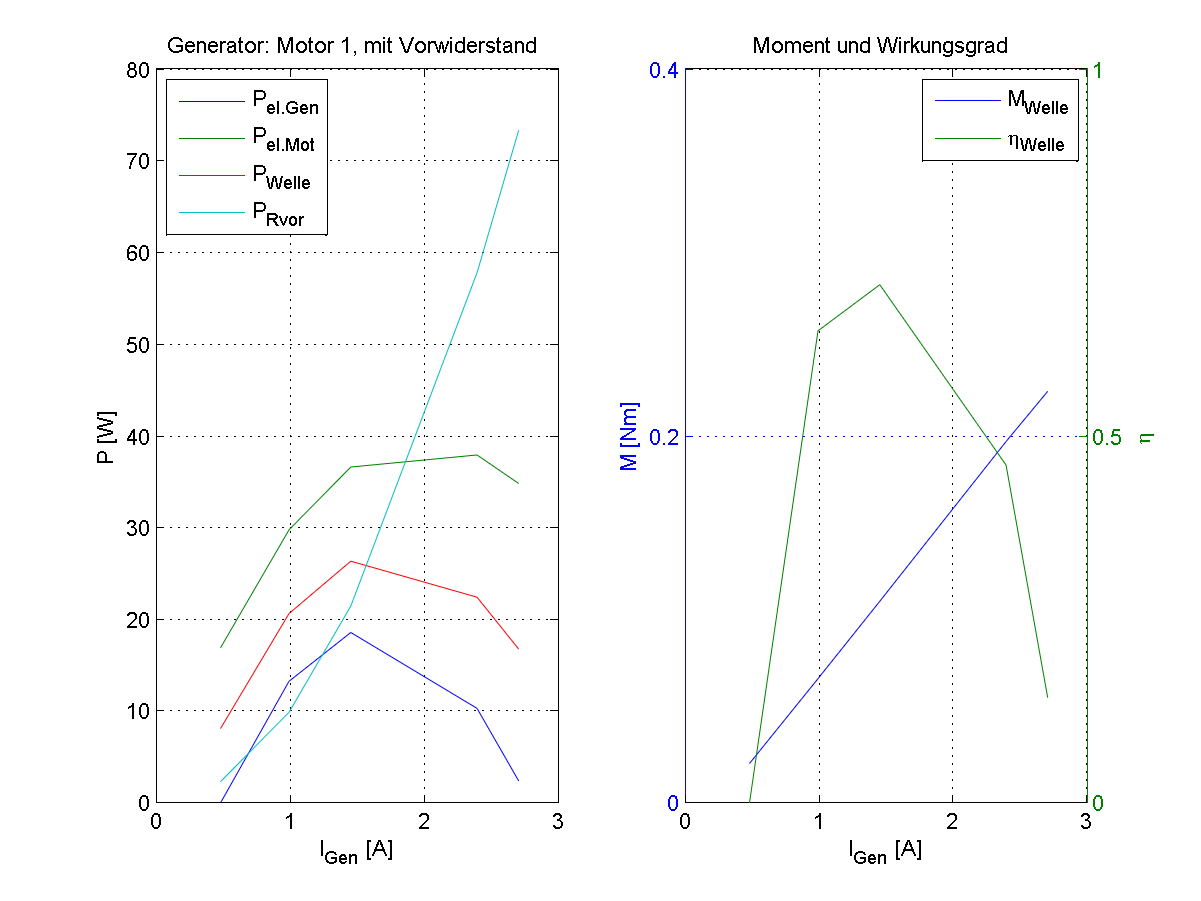 Generator: Motor 1, mit Vorwiderstand
80
70
60
50
40
30
20
10
0
P [W]
P_el.Gen
P_el.Mot
P_Welle
P_Rvor
0 1 2 3
I_Gen [A]
Moment und Wirkungsgrad
0.4
0.2
0
M [Nm]
M_Welle
η_Welle
1
0.5
0
η
0 1 2 3
I_Gen [A]